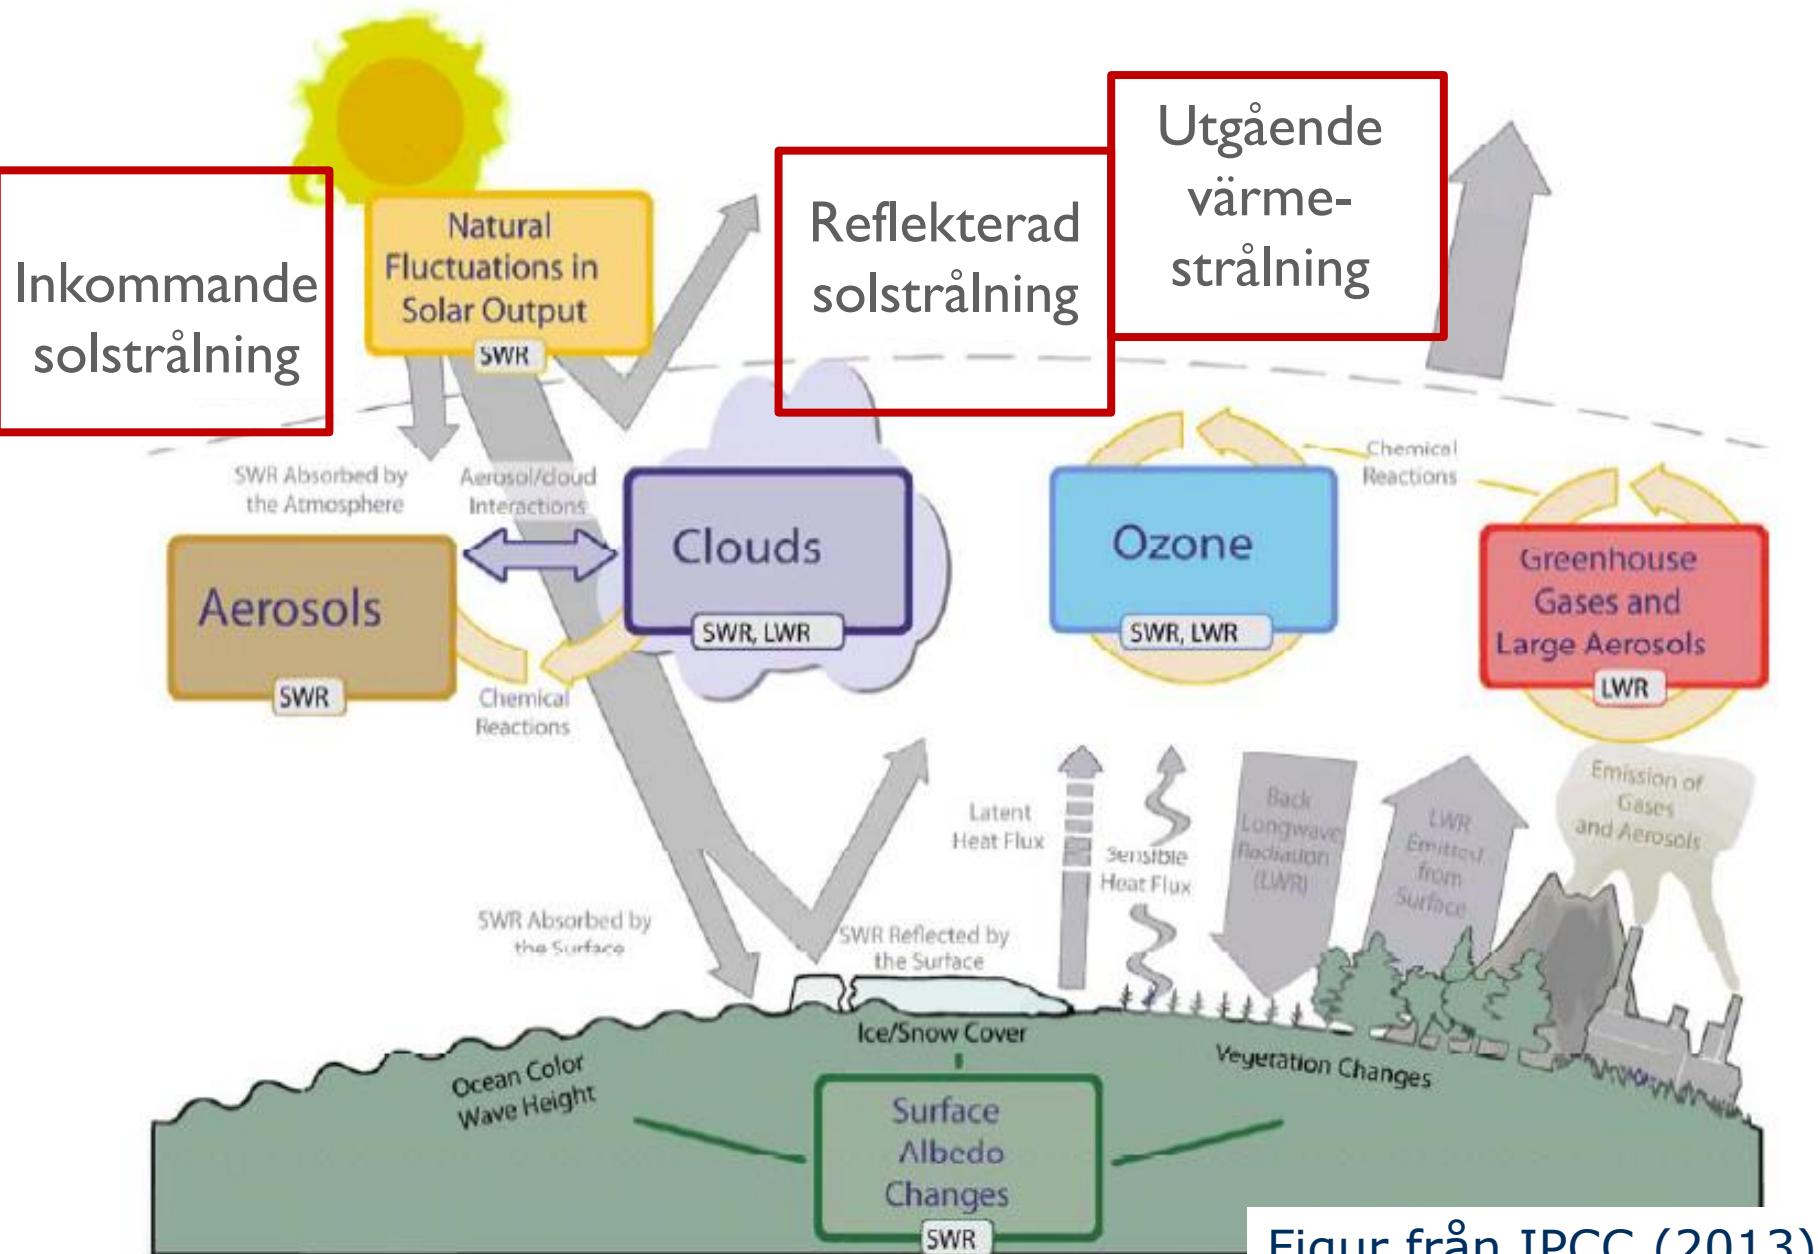 Inkommande
solstrålning
Natural
Fluctuations in
Solar Output
SWR
Reflekterad
solstrålning
Utgående
värme-
strålning
SWR Absorbed by
the Atmosphere
Aerosol/cloud
Interactions
Chemical
Reactions
Aerosols
SWR
Clouds
SWR, LWR
Ozone
SWR, LWR
Greenhouse
Gases and
Large Aerosols
LWR
Chemical
Reactions
Latent
Heat Flux
Sensible
Heat Flux
Back
Longwave
Radiation
(LWR)
LWR
Emitted
from
Surface
Emission of
Gases
and Aerosols
SWR Absorbed by
the Surface
SWR Reflected by
the Surface
Ice/Snow Cover
Ocean Color
Wave Height
Vegetation Changes
Surface
Albedo
Changes
SWR
Figur från IPCC (2013)